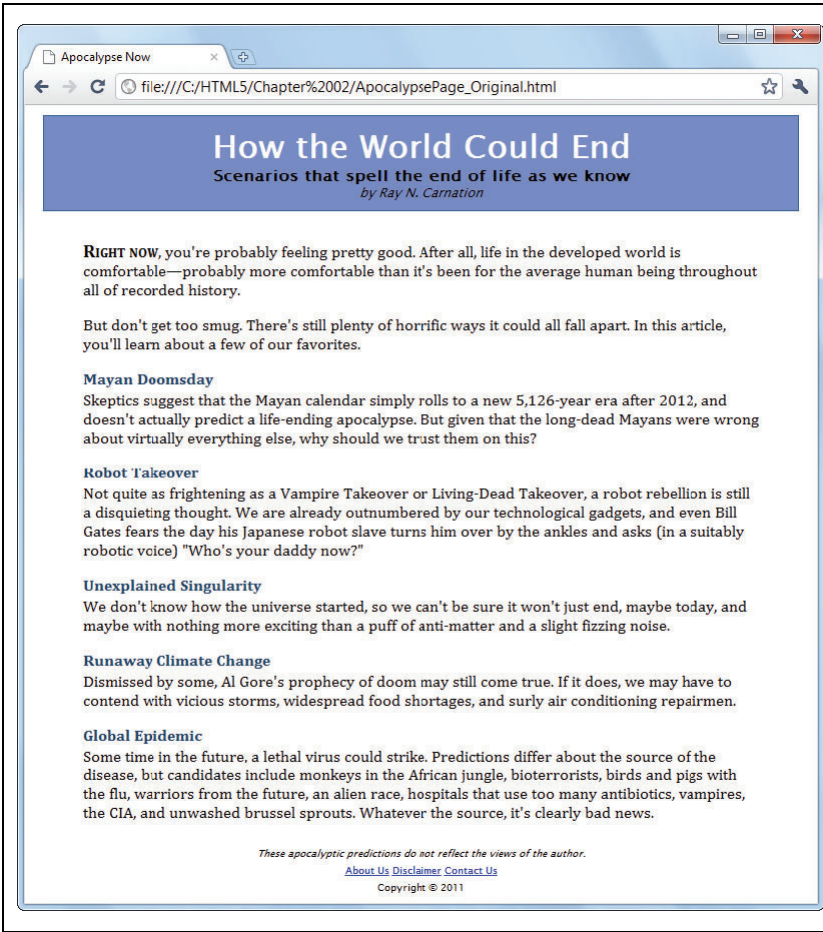 Apocalypse Now
file:///C:/HTML5/Chapter%2002/ApocalypsePage_Original.html
How the World Could End
Scenarios that spell the end of life as we know
by Ray N. Carnation
RIGHT NOW, you're probably feeling pretty good. After all, life in the developed world is
comfortable—probably more comfortable than it's been for the average human being throughout
all of recorded history.
But don't get too smug. There's still plenty of horrific ways it could all fall apart. In this article,
you'll learn about a few of our favorites.
Mayan Doomsday
Skeptics suggest that the Mayan calendar simply rolls to a new 5,126-year era after 2012, and
doesn't actually predict a life-ending apocalypse. But given that the long-dead Mayans were wrong
about virtually everything else, why should we trust them on this?
Robot Takeover
Not quite as frightening as a Vampire Takeover or Living-Dead Takeover, a robot rebellion is still
a disquieting thought. We are already outnumbered by our technological gadgets, and even Bill
Gates fears the day his Japanese robot slave turns him over by the ankles and asks (in a suitably
robotic voice) "Who's your daddy now?"
Unexplained Singularity
We don't know how the universe started, so we can't be sure it won't just end, maybe today, and
maybe with nothing more exciting than a puff of anti-matter and a slight fizzing noise.
Runaway Climate Change
Dismissed by some, Al Gore's prophecy of doom may still come true. If it does, we may have to
contend with vicious storms, widespread food shortages, and surly air conditioning repairmen.
Global Epidemic
Some time in the future, a lethal virus could strike. Predictions differ about the source of the
disease, but candidates include monkeys in the African jungle, bioterrorists, birds and pigs with
the flu, warriors from the future, an alien race, hospitals that use too many antibiotics, vampires,
the CIA, and unwashed brussel sprouts. Whatever the source, it's clearly bad news.
These apocalyptic predictions do not reflect the views of the author.
About Us Disclaimer Contact Us
Copyright © 2011